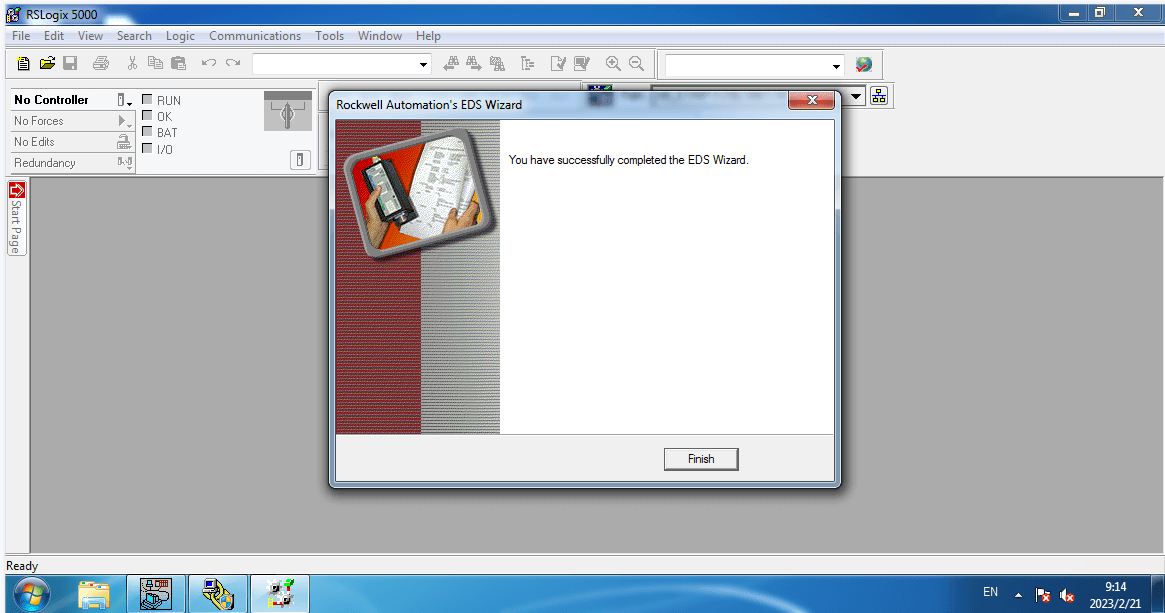 RSLogix 5000
File Edit View Search Logic Communications Tools Window Help
No Controller
RUN
No Forces
OK
No Edits
BAT
Redundancy
I/O
Start Page
Rockwell Automation's EDS Wizard
You have successfully completed the EDS Wizard.
Finish
Ready
EN
9:14
2023/2/21